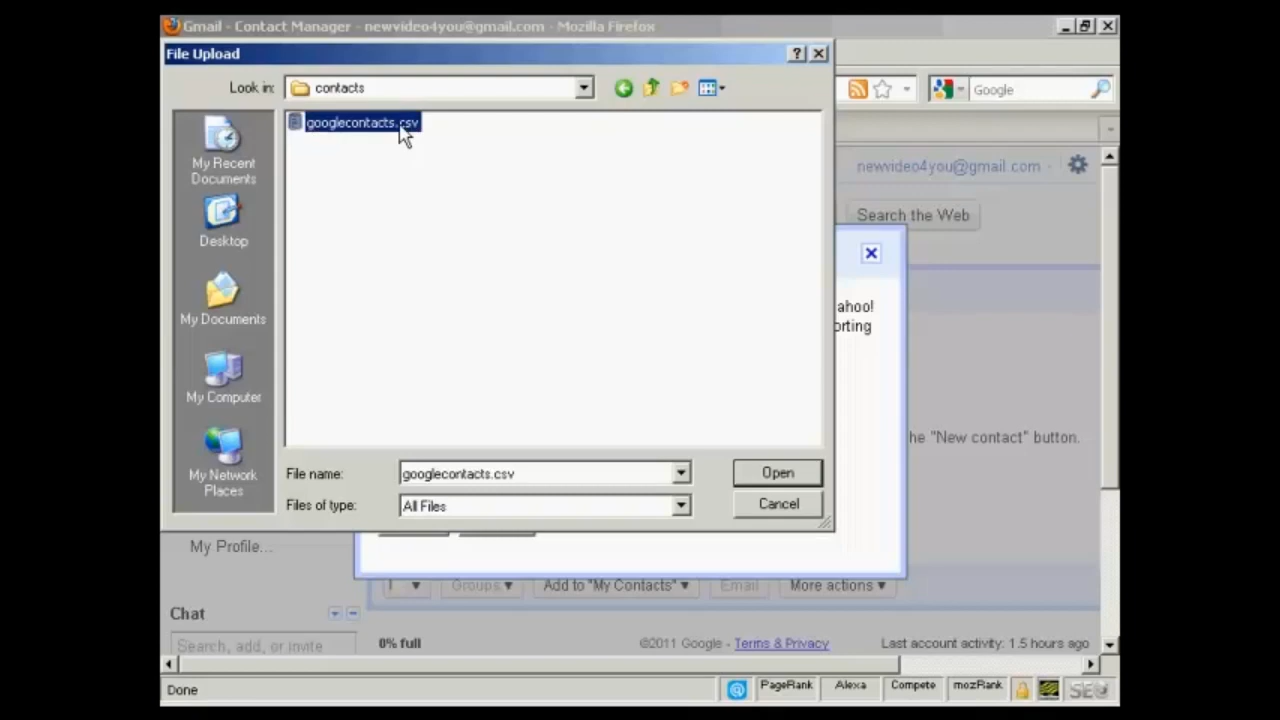 Gmail - Contact Manager - newvideo4you@gmail.com - Mozilla Firefox
File Upload
Look in:
contacts
Google
googlecontacts.csv
My Recent
Documents
newvideo4you@gmail.com
Search the Web
Desktop
My Documents
ahoo!
orting
My Computer
he "New contact" button.
My Network
Places
File name:
googlecontacts.csv
Open
Files of type:
All Files
Cancel
My Profile...
Groups
Add to "My Contacts"
Email
More actions
Chat
Search, add, or invite
0% full
©2011 Google - Terms & Privacy
Last account activity: 1.5 hours ago
Done
PageRank
Alexa
Compete
mozRank
SEO